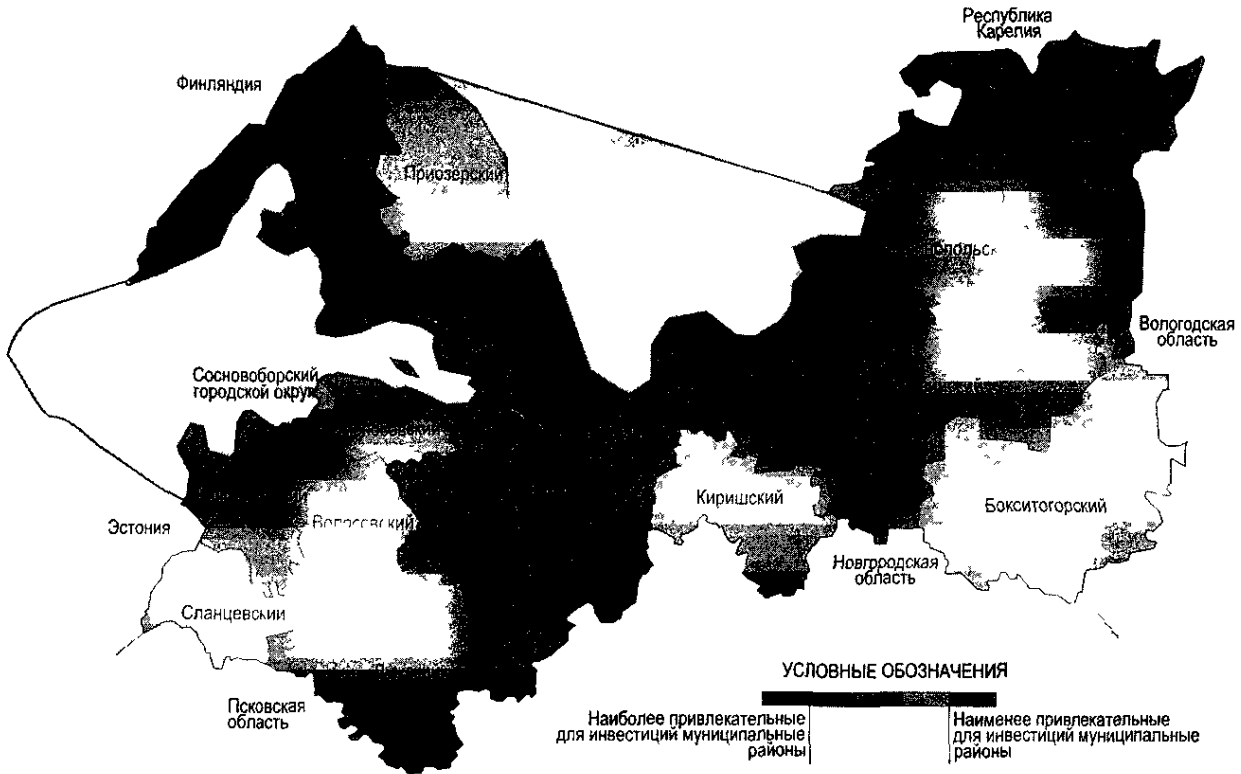 Республика
Карелия
Финляндия
Приозерский
Вологодская
область
Сосновоборский
городской округ
Киришский
Бокситогорский
Эстония
Волосовский
Новгородская
область
Сланцевский
УСЛОВНЫЕ ОБОЗНАЧЕНИЯ
Псковская
область
Наиболее привлекательные
для инвестиций муниципальные
районы
Наименее привлекательные
для инвестиций муниципальные
районы